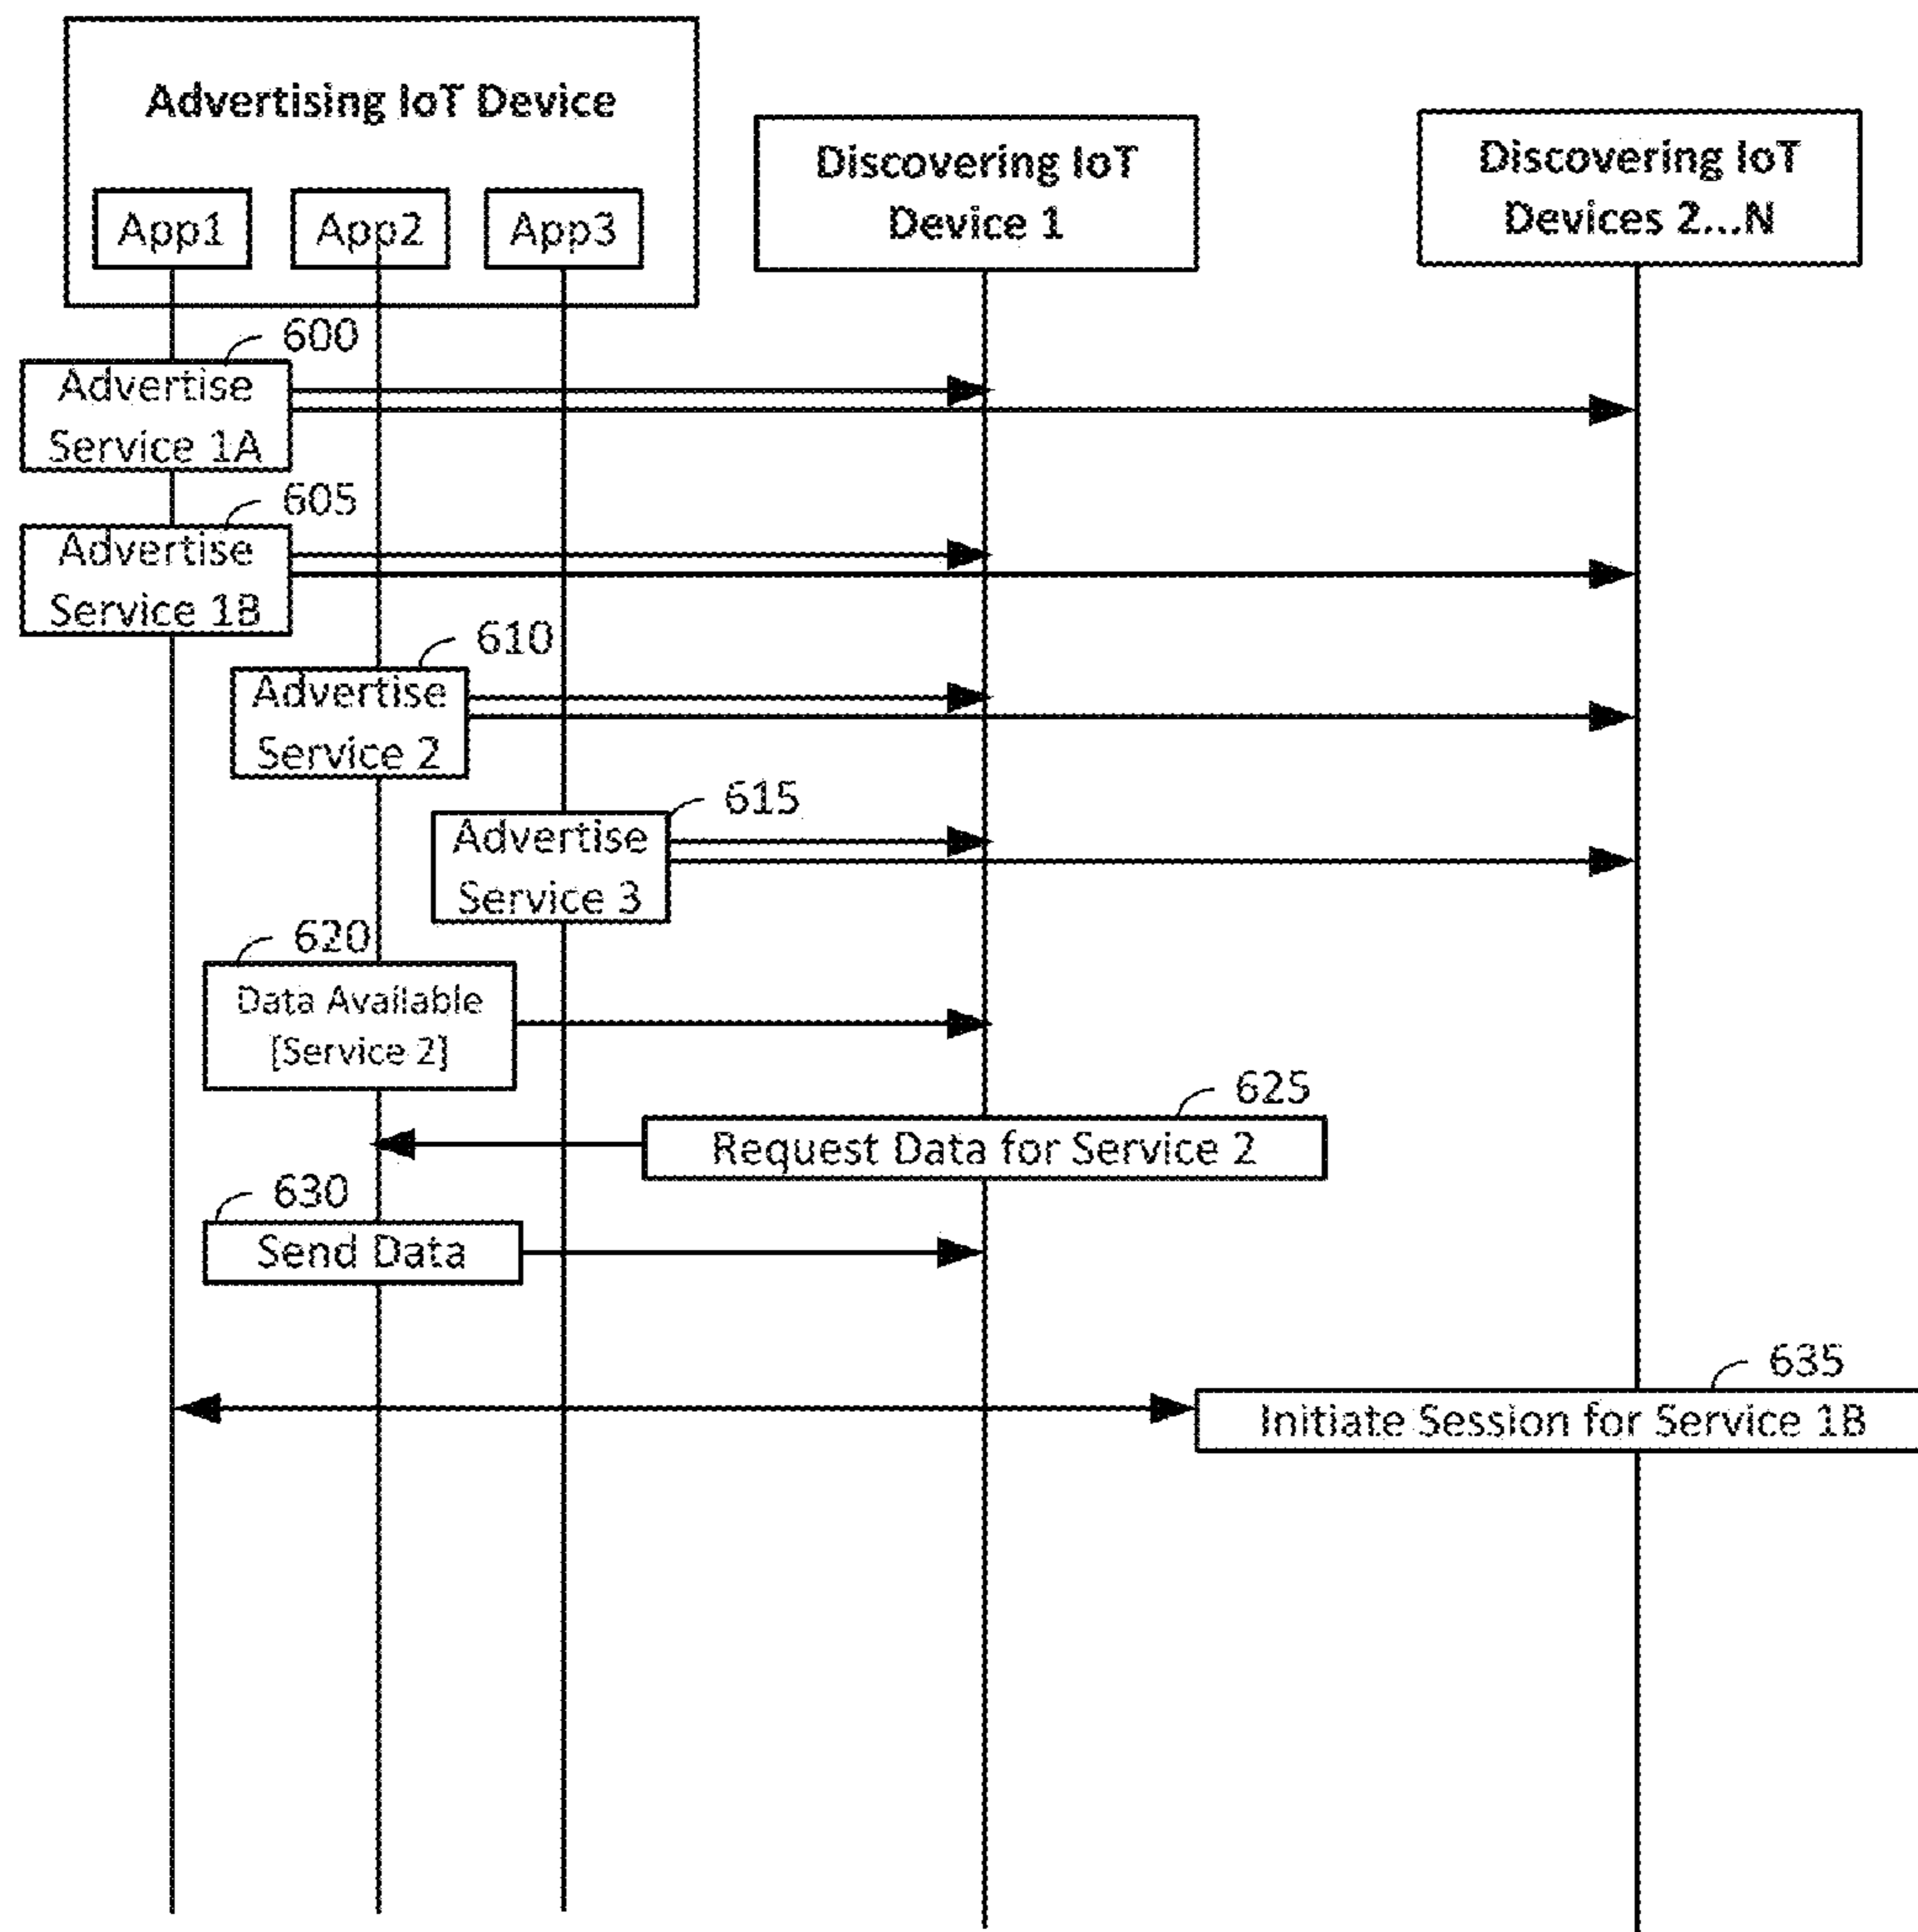 Advertising IoT Device
App1
App2
App3
Discovering IoT
Device 1
Discovering IoT
Devices 2...N
600
Advertise
Service 1A
605
Advertise
Service 1B
610
Advertise
Service 2
615
Advertise
Service 3
620
Data Available
[Service 2]
625
Request Data for Service 2
630
Send Data
635
Initiate Session for Service 1B